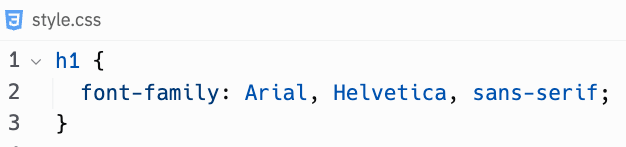 style.css
1 h1 {
2 font-family: Arial, Helvetica, sans-serif;
3 }